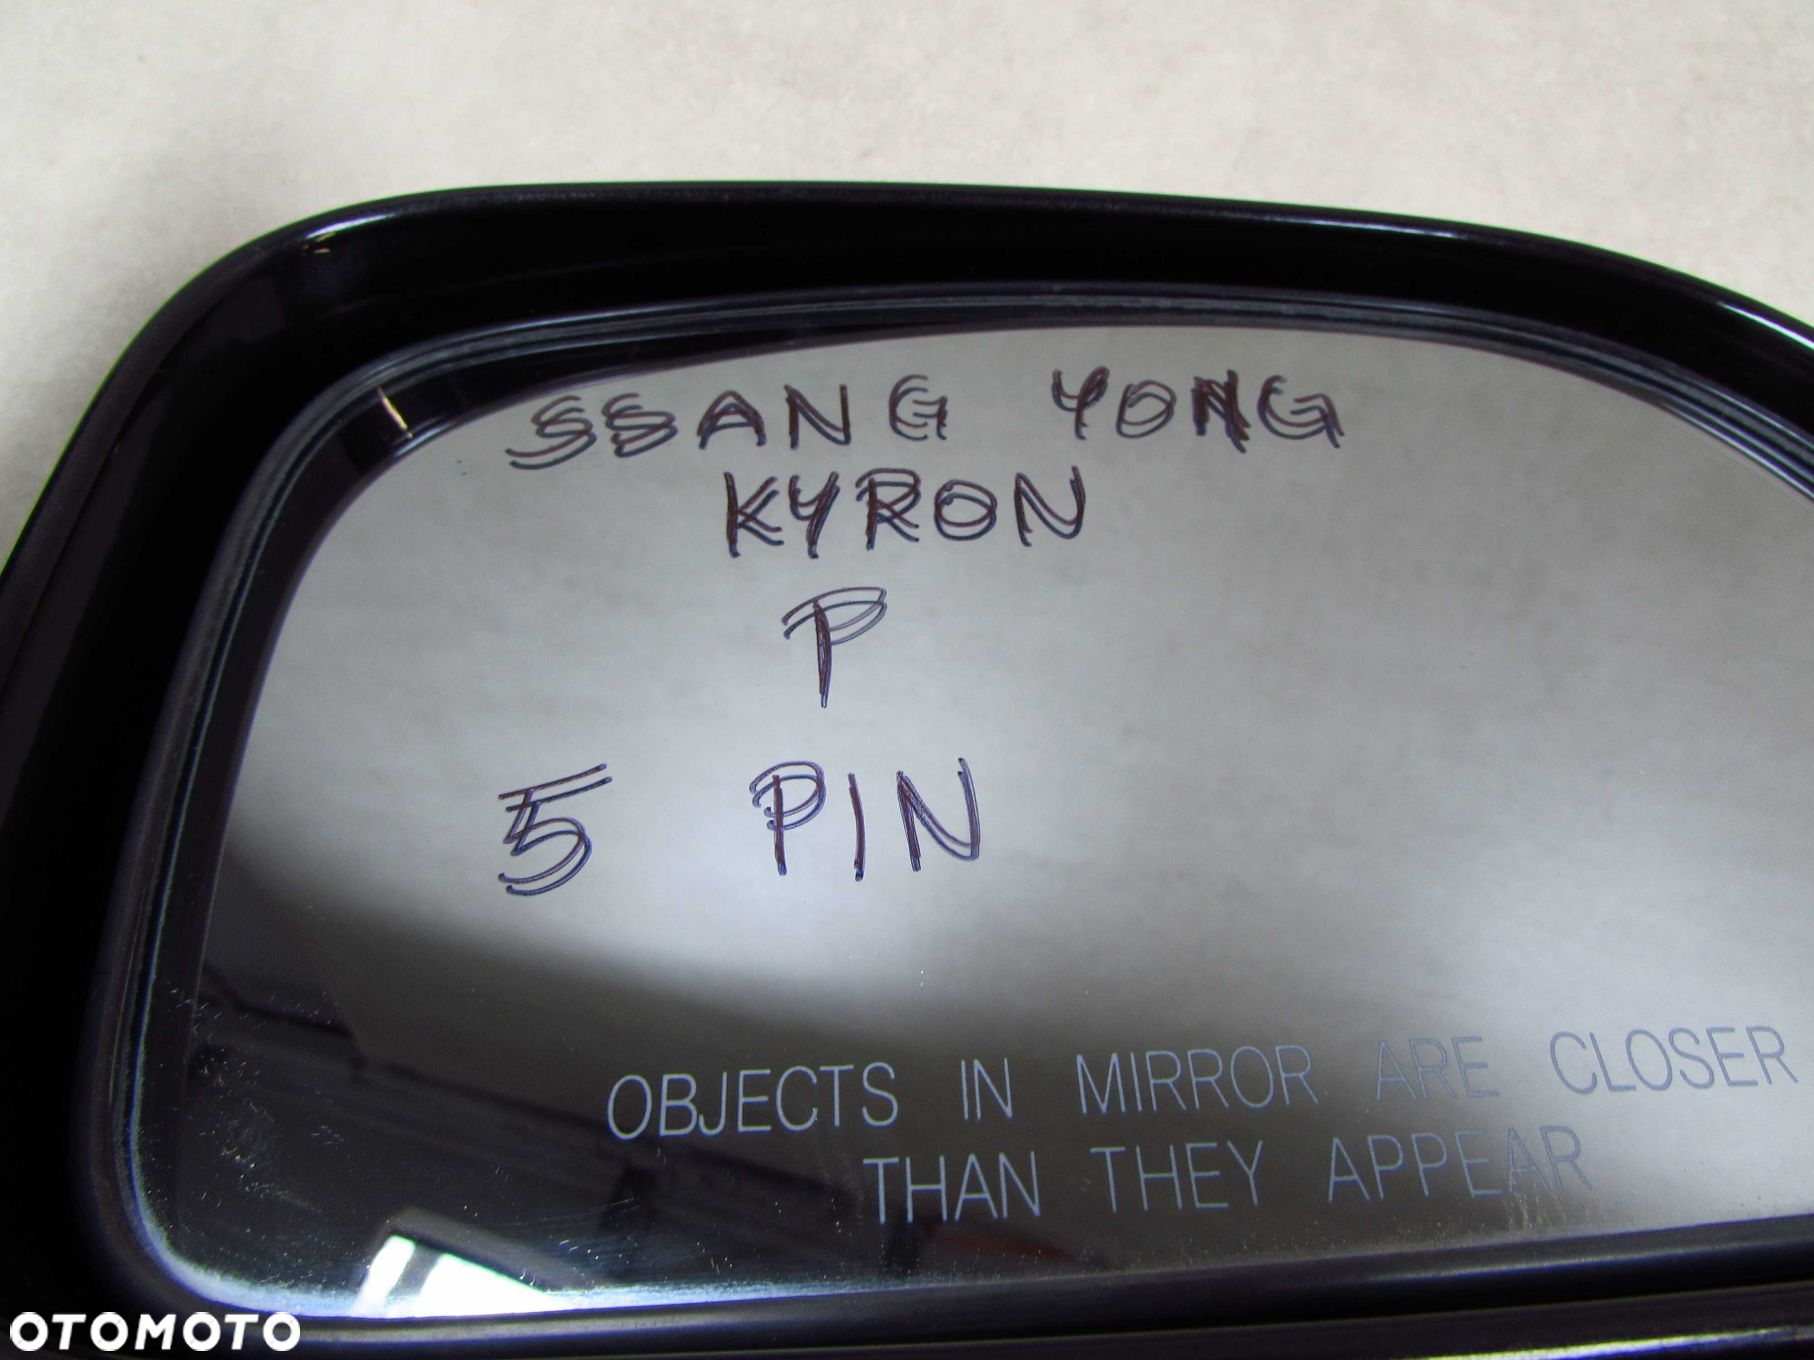 SSANG YONG
KYRON
P
5 PIN
OBJECTS IN MIRROR ARE CLOSER
THAN THEY APPEAR
OTOMOTO